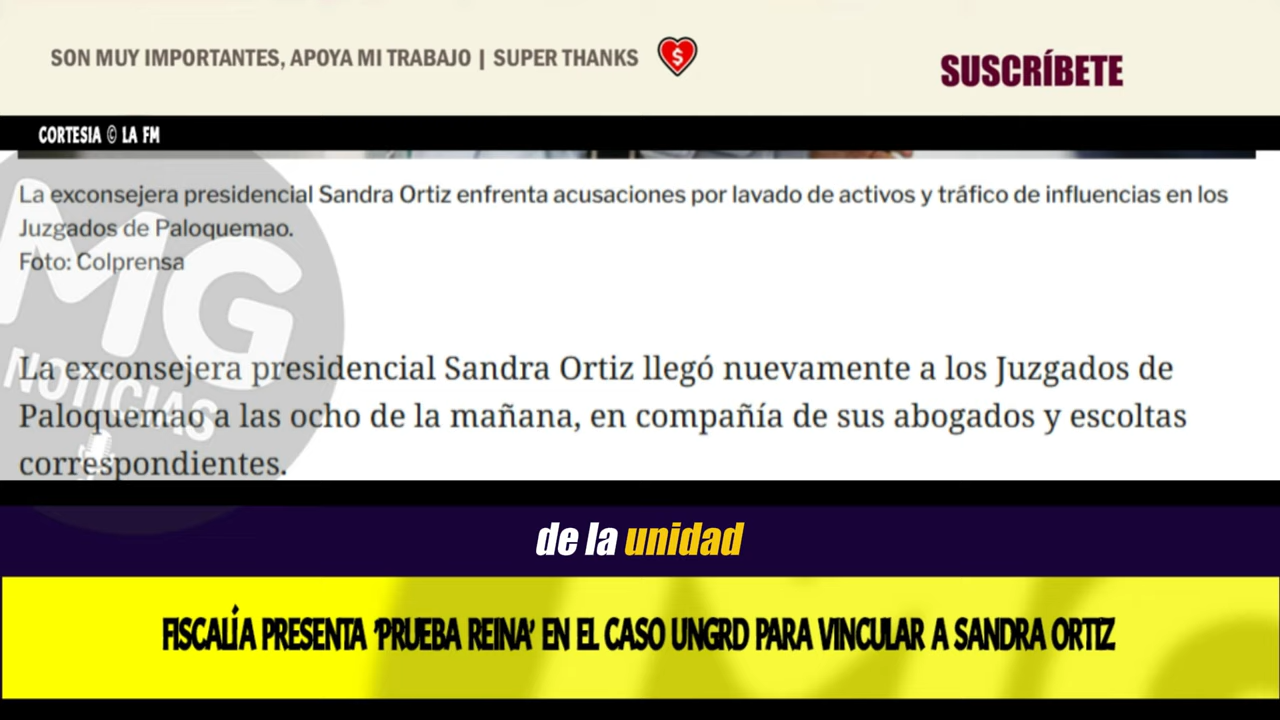 SON MUY IMPORTANTES, APOYA MI TRABAJO | SUPER THANKS $
SUSCRÍBETE
CORTESIA © LA FM
La exconsejera presidencial Sandra Ortiz enfrenta acusaciones por lavado de activos y tráfico de influencias en los
Juzgados de Paloquemao.
Foto: Colprensa
MG
NOTICIAS
La exconsejera presidencial Sandra Ortiz llegó nuevamente a los Juzgados de
Paloquemao a las ocho de la mañana, en compañía de sus abogados y escoltas
correspondientes.
de la unidad
FISCALÍA PRESENTA 'PRUEBA REINA' EN EL CASO UNGRD PARA VINCULAR A SANDRA ORTIZ